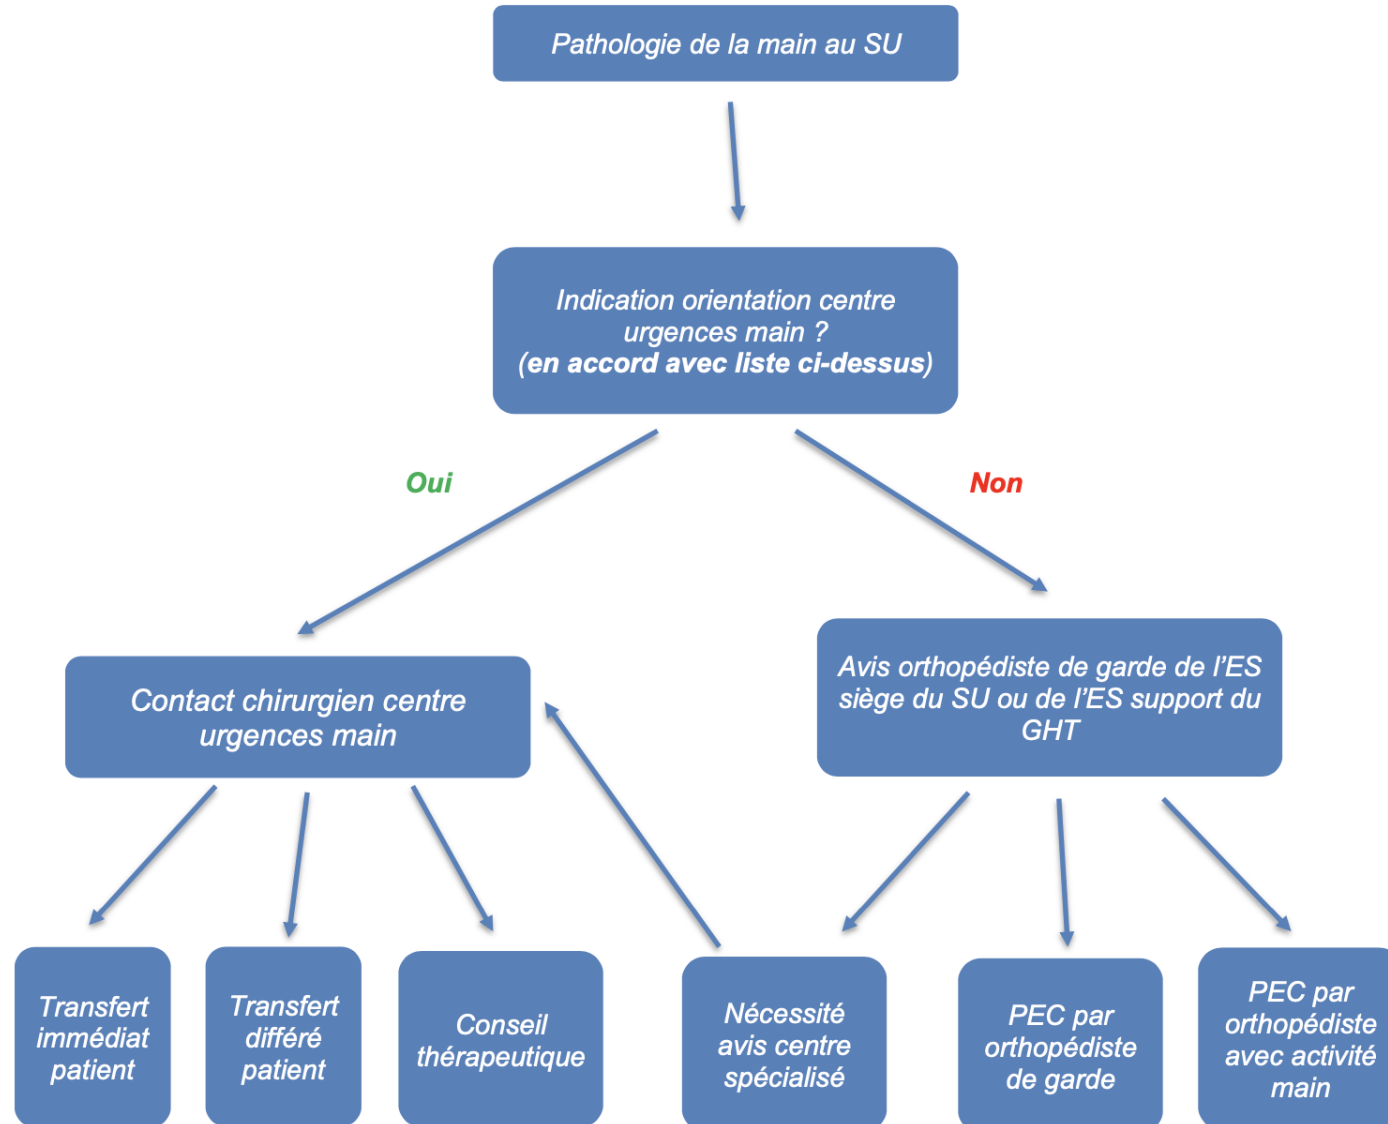 Pathologie de la main au SU
Indication orientation centre
urgences main ?
(en accord avec liste ci-dessus)
Oui
Non
Contact chirurgien centre
urgences main
Avis orthopédiste de garde de l’ES
siège du SU ou de l’ES support du
GHT
Transfert
immédiat
patient
Transfert
différé
patient
Conseil
thérapeutique
Nécessité
avis centre
spécialisé
PEC par
orthopédiste
de garde
PEC par
orthopédiste
avec activité
main